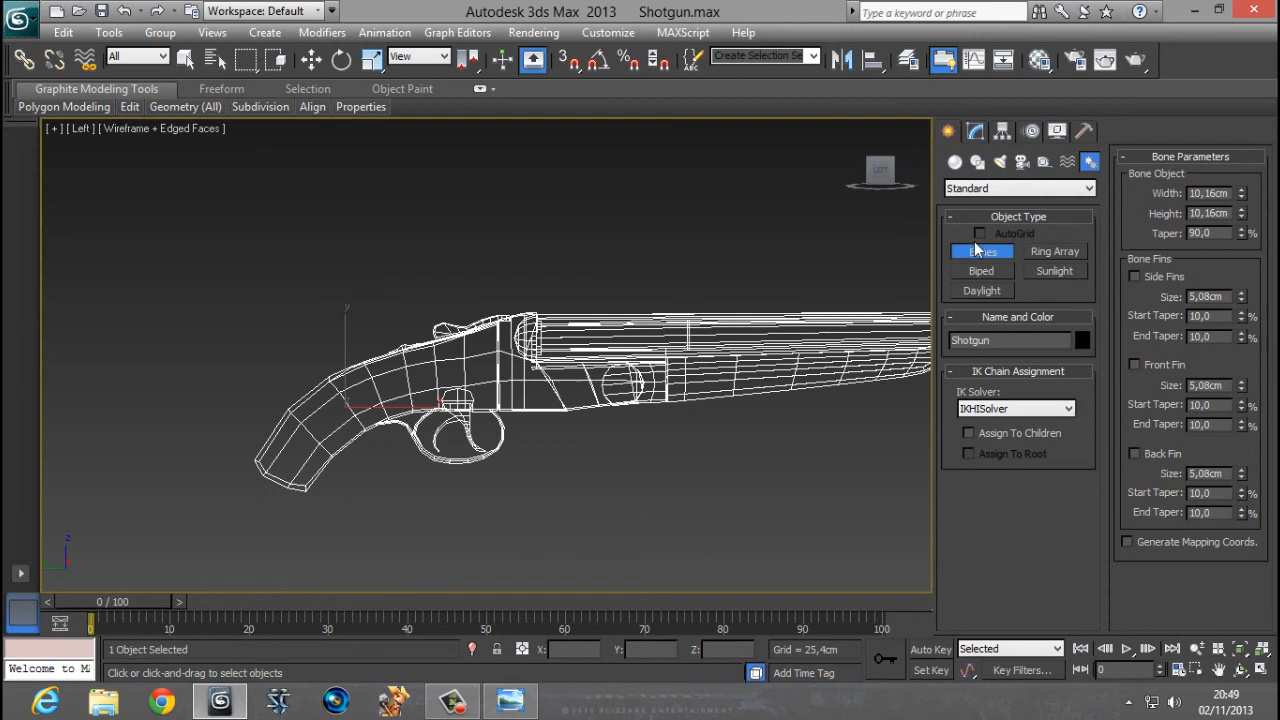 Workspace: Default
Autodesk 3ds Max 2013 Shotgun.max
Type a keyword or phrase
Edit Tools Group Views Create Modifiers Animation Graph Editors Rendering Customize MAXScript Help
All
View
Create Selection Se
Graphite Modeling Tools Freeform Selection Object Paint
Polygon Modeling Edit Geometry (All) Subdivision Align Properties
[ + ] [ Left ] [ Wireframe + Edged Faces ]
Standard
Object Type
AutoGrid
Bones Ring Array
Biped Sunlight
Daylight
Name and Color
Shotgun
IK Chain Assignment
IK Solver:
IKHISolver
Assign To Children
Assign To Root
Bone Parameters
Bone Object
Width: 10,16cm
Height: 10,16cm
Taper: 90,0 %
Bone Fins
Side Fins
Size: 5,08cm
Start Taper: 10,0 %
End Taper: 10,0 %
Front Fin
Size: 5,08cm
Start Taper: 10,0 %
End Taper: 10,0 %
Back Fin
Size: 5,08cm
Start Taper: 10,0 %
End Taper: 10,0 %
Generate Mapping Coords.
y
z
0 / 100
0 10 20 30 40 50 60 70 80 90 100
1 Object Selected X: Y: Z: Grid = 25,4cm Auto Key Selected
Welcome to M Click or click-and-drag to select objects Add Time Tag Set Key Key Filters... 0
20:49
02/11/2013